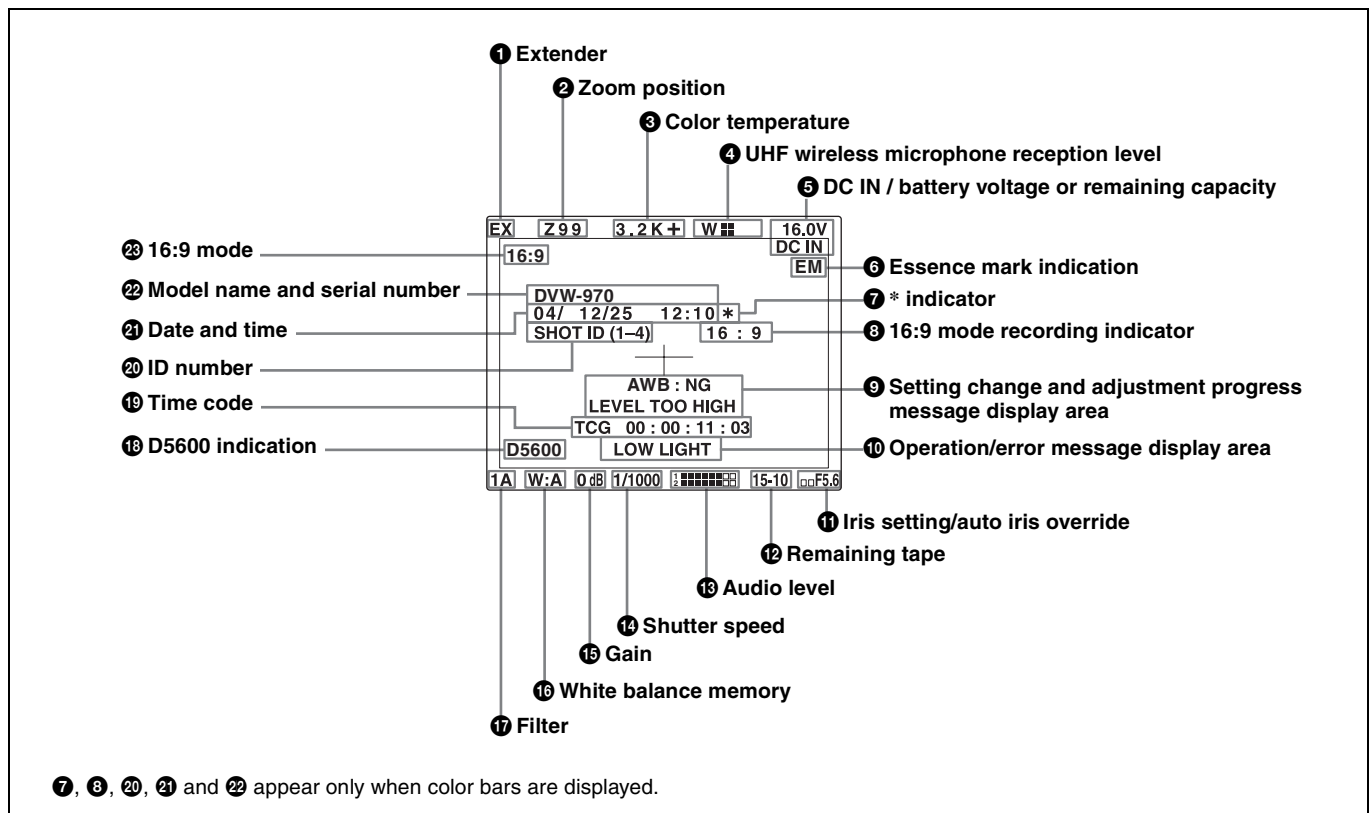 ❶ Extender
❷ Zoom position
❸ Color temperature
❹ UHF wireless microphone reception level
❺ DC IN / battery voltage or remaining capacity
EX Z99 3.2K+ W 16.0V
DC IN
㉓ 16:9 mode
16:9
EM
❻ Essence mark indication
㉒ Model name and serial number
DVW-970
❼ * indicator
㉑ Date and time
04/ 12/25 12:10 *
SHOT ID (1–4) 16 : 9
❽ 16:9 mode recording indicator
⓴ ID number
AWB : NG
LEVEL TOO HIGH
❾ Setting change and adjustment progress
message display area
⓳ Time code
TCG 00 : 00 : 11 : 03
⓲ D5600 indication
D5600
LOW LIGHT
❿ Operation/error message display area
1A W:A 0 dB 1/1000 1 2 15-10 F5.6
⓫ Iris setting/auto iris override
⓬ Remaining tape
⓭ Audio level
⓮ Shutter speed
⓯ Gain
⓰ White balance memory
⓱ Filter
❼, ❽, ⓴, ㉑ and ㉒ appear only when color bars are displayed.